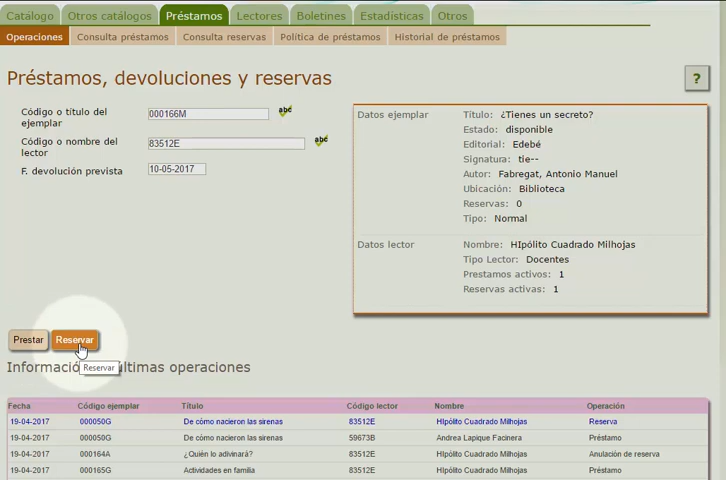 Catálogo Otros catálogos Préstamos Lectores Boletines Estadísticas Otros
Operaciones Consulta préstamos Consulta reservas Política de préstamos Historial de préstamos
Préstamos, devoluciones y reservas
?
Código o título del ejemplar 000166M abc
Código o nombre del lector 83512E abc
F. devolución prevista 10-05-2017
Datos ejemplar
Título: ¿Tienes un secreto?
Estado: disponible
Editorial: Edebé
Signatura: tie--
Autor: Fabregat, Antonio Manuel
Ubicación: Biblioteca
Reservas: 0
Tipo: Normal
Datos lector
Nombre: HIpólito Cuadrado Milhojas
Tipo Lector: Docentes
Prestamos activos: 1
Reservas activas: 1
Prestar Reservar
Reservar
Informació últimas operaciones
Fecha Código ejemplar Título Código lector Nombre Operación
19-04-2017 000050G De cómo nacieron las sirenas 83512E HIpólito Cuadrado Milhojas Reserva
19-04-2017 000050G De cómo nacieron las sirenas 59673B Andrea Lapique Facinera Préstamo
19-04-2017 000164A ¿Quién lo adivinará? 83512E HIpólito Cuadrado Milhojas Anulación de reserva
19-04-2017 000165G Actividades en familia 83512E HIpólito Cuadrado Milhojas Préstamo